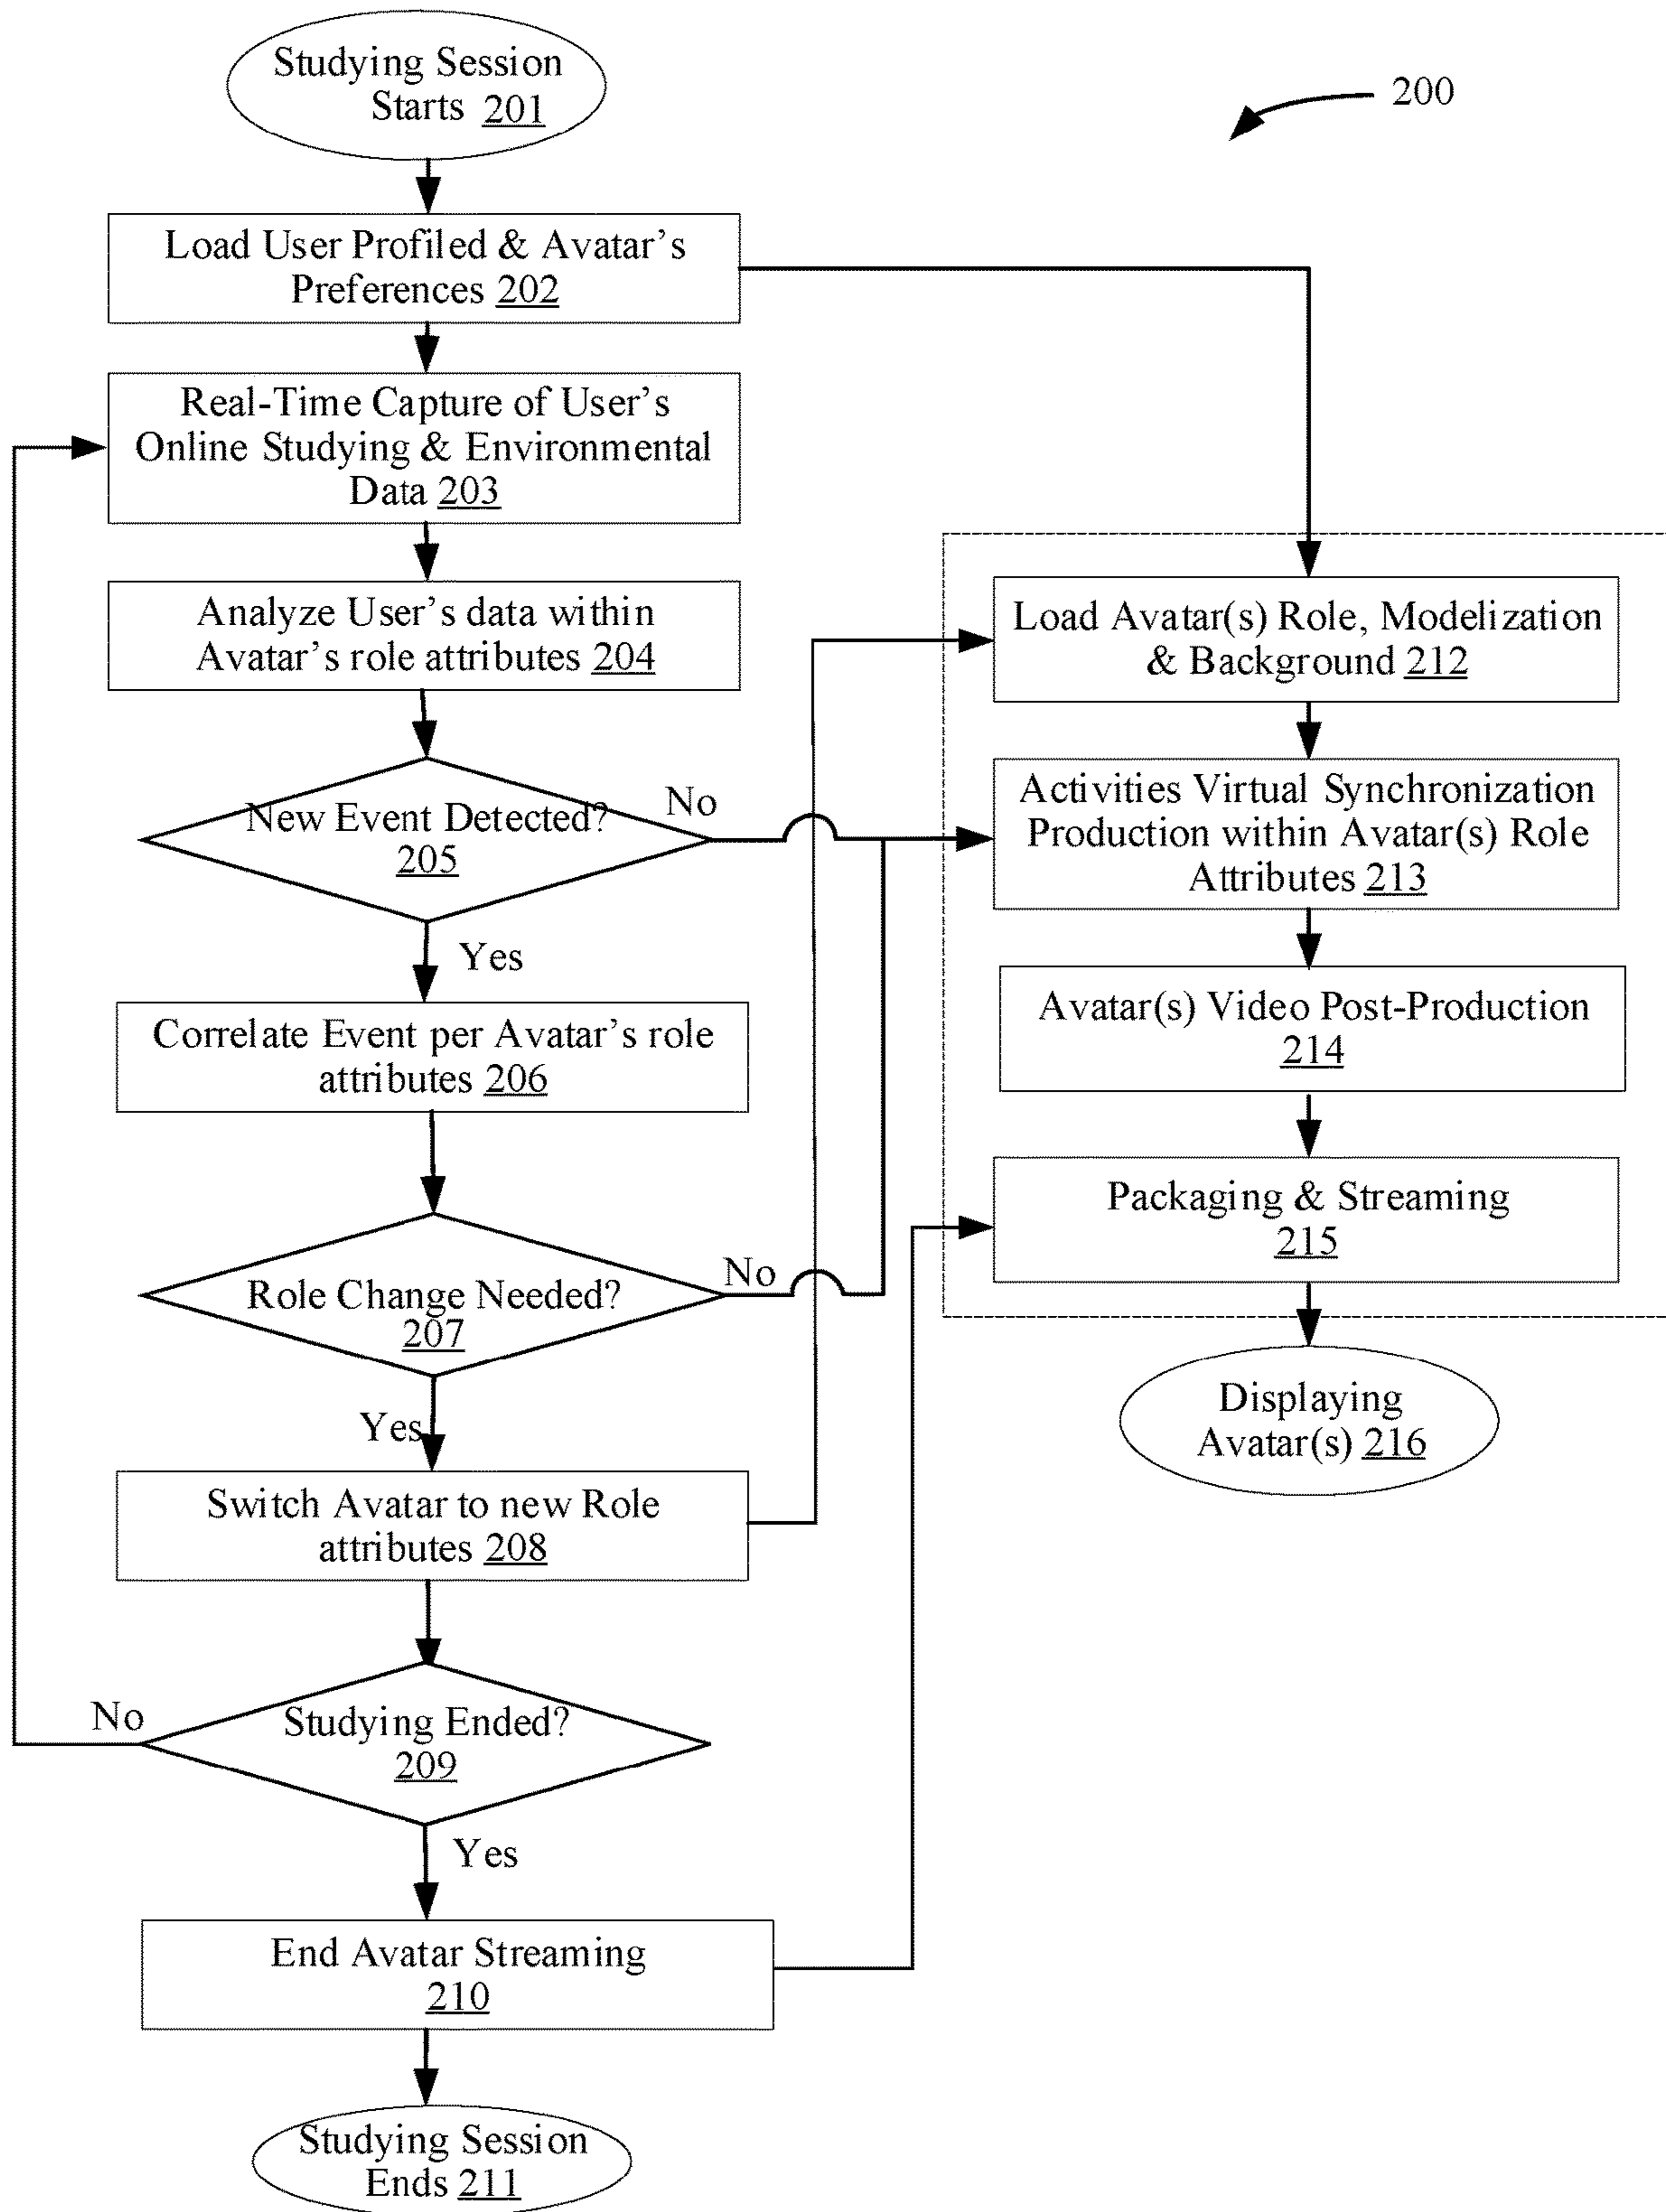 Studying Session
Starts 201
200
Load User Profiled & Avatar's
Preferences 202
Real-Time Capture of User's
Online Studying & Environmental
Data 203
Analyze User's data within
Avatar's role attributes 204
New Event Detected?
205
No
Yes
Correlate Event per Avatar's role
attributes 206
Role Change Needed?
207
No
Yes
Switch Avatar to new Role
attributes 208
Studying Ended?
209
No
Yes
End Avatar Streaming
210
Studying Session
Ends 211
Load Avatar(s) Role, Modelization
& Background 212
Activities Virtual Synchronization
Production within Avatar(s) Role
Attributes 213
Avatar(s) Video Post-Production
214
Packaging & Streaming
215
Displaying
Avatar(s) 216